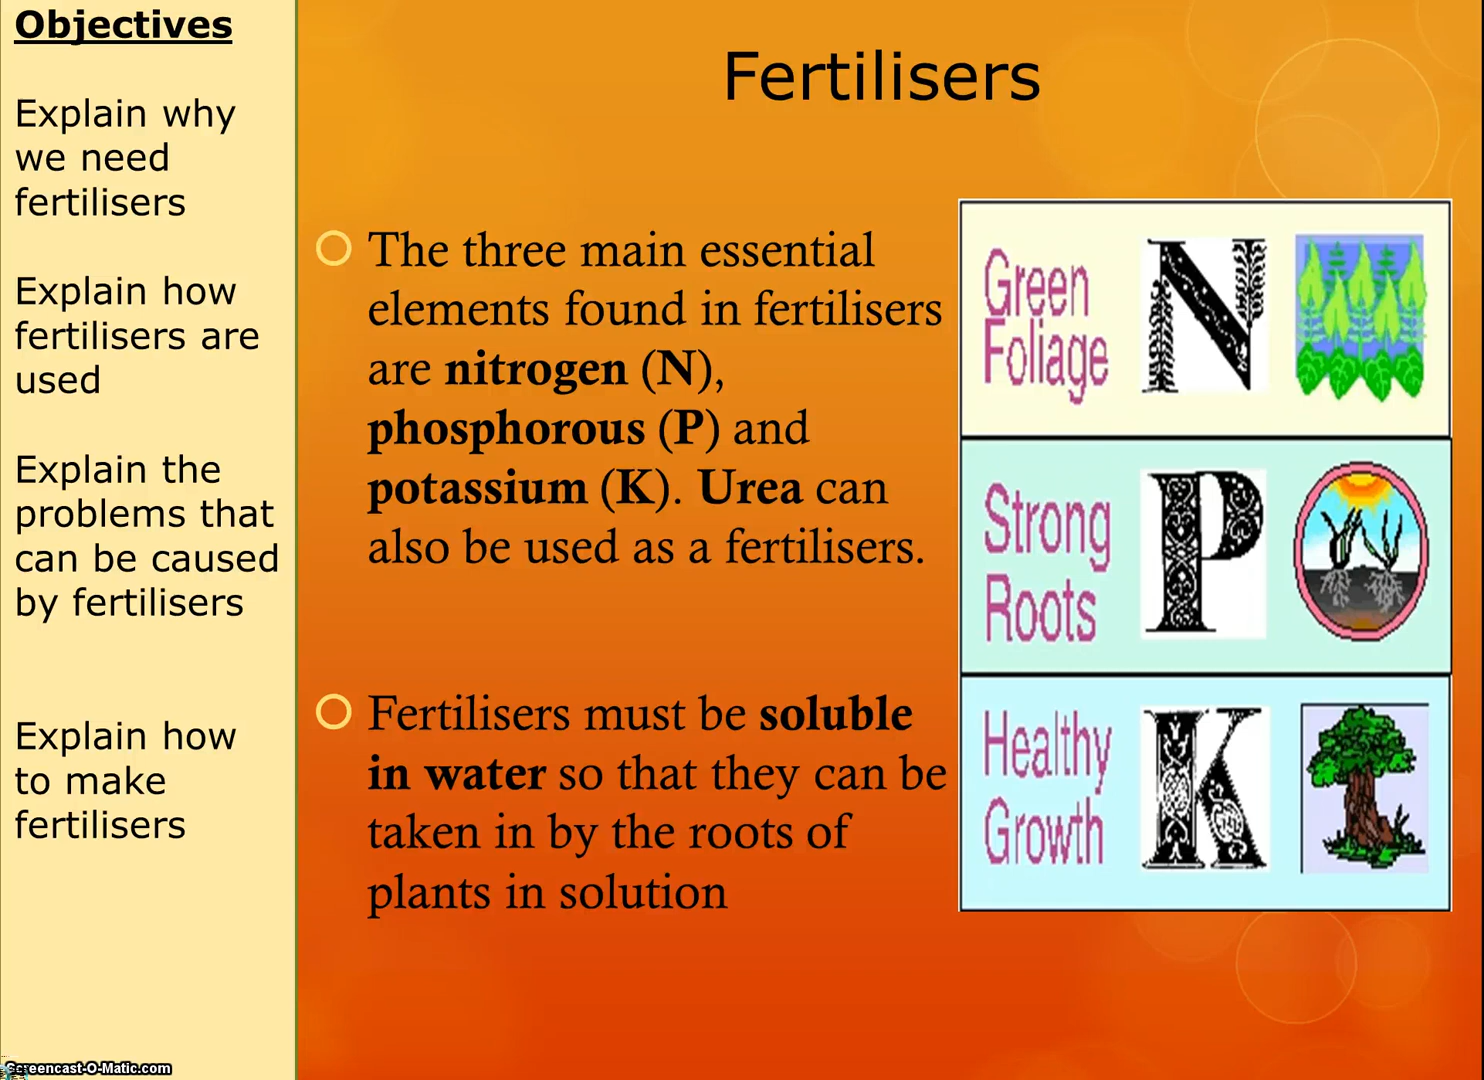 Objectives
Explain why
we need
fertilisers
Explain how
fertilisers are
used
Explain the
problems that
can be caused
by fertilisers
Explain how
to make
fertilisers
Fertilisers
The three main essential
elements found in fertilisers
are nitrogen (N),
phosphorous (P) and
potassium (K). Urea can
also be used as a fertilisers.
Fertilisers must be soluble
in water so that they can be
taken in by the roots of
plants in solution
Green
Foliage
N
Strong
Roots
P
Healthy
Growth
K
Screencast-O-Matic.com